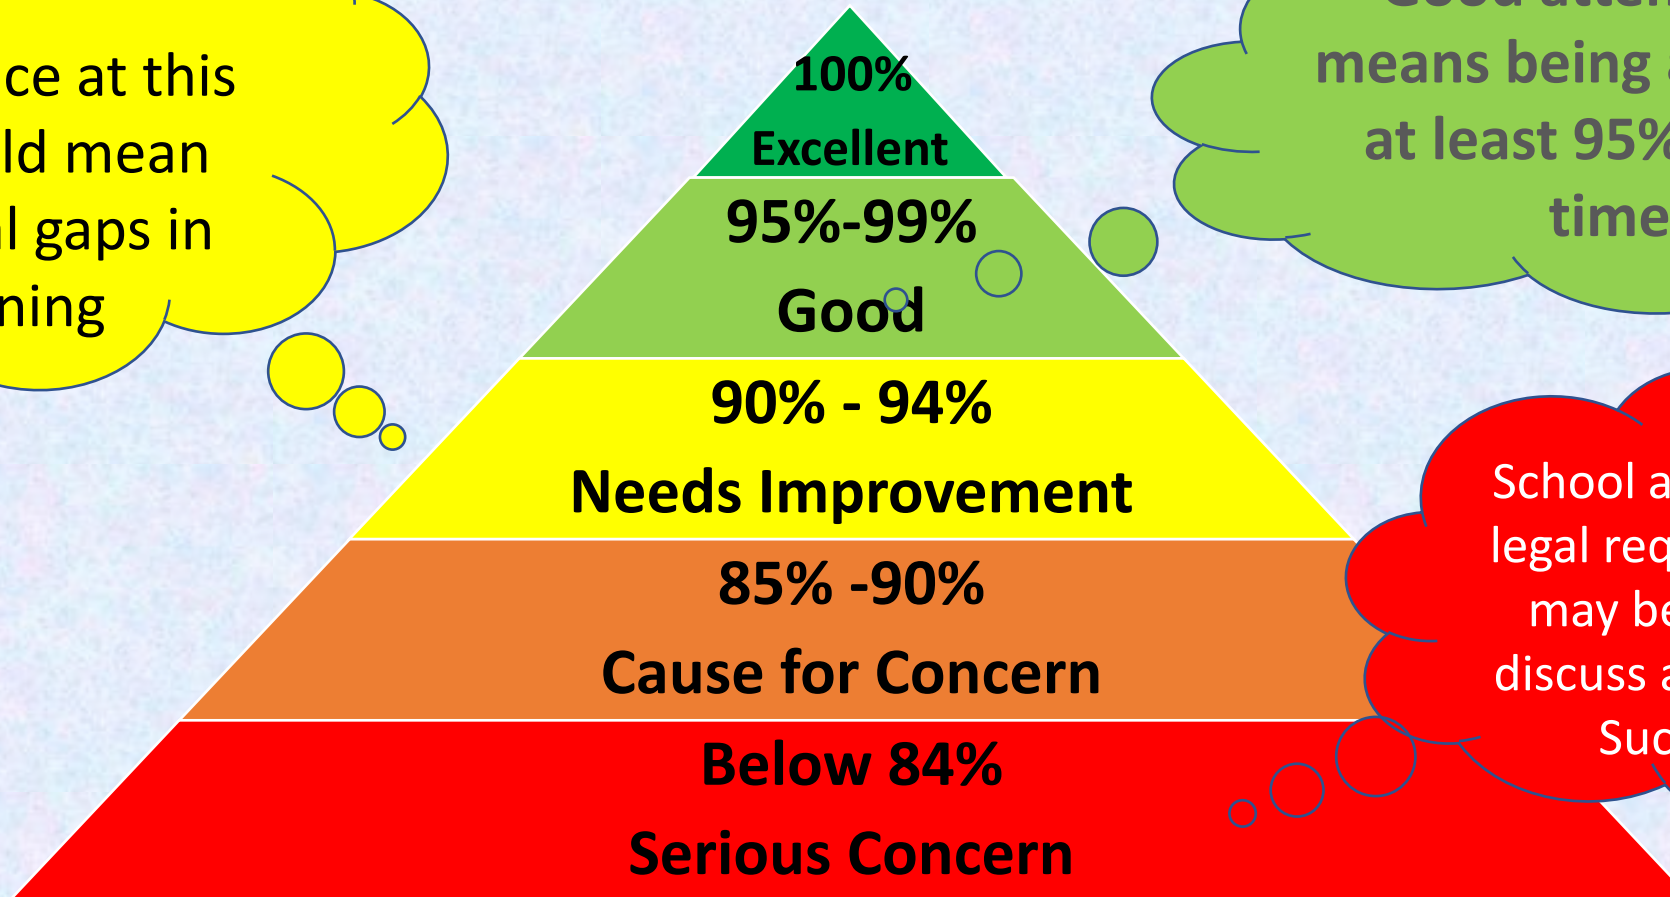 ce at this
ld mean
l gaps in
ning
100%
Excellent
95%-99%
Good
90% - 94%
Needs Improvement
85% -90%
Cause for Concern
Below 84%
Serious Concern
means being
at least 95%
time
School a
legal req
may be
discuss a
Suc